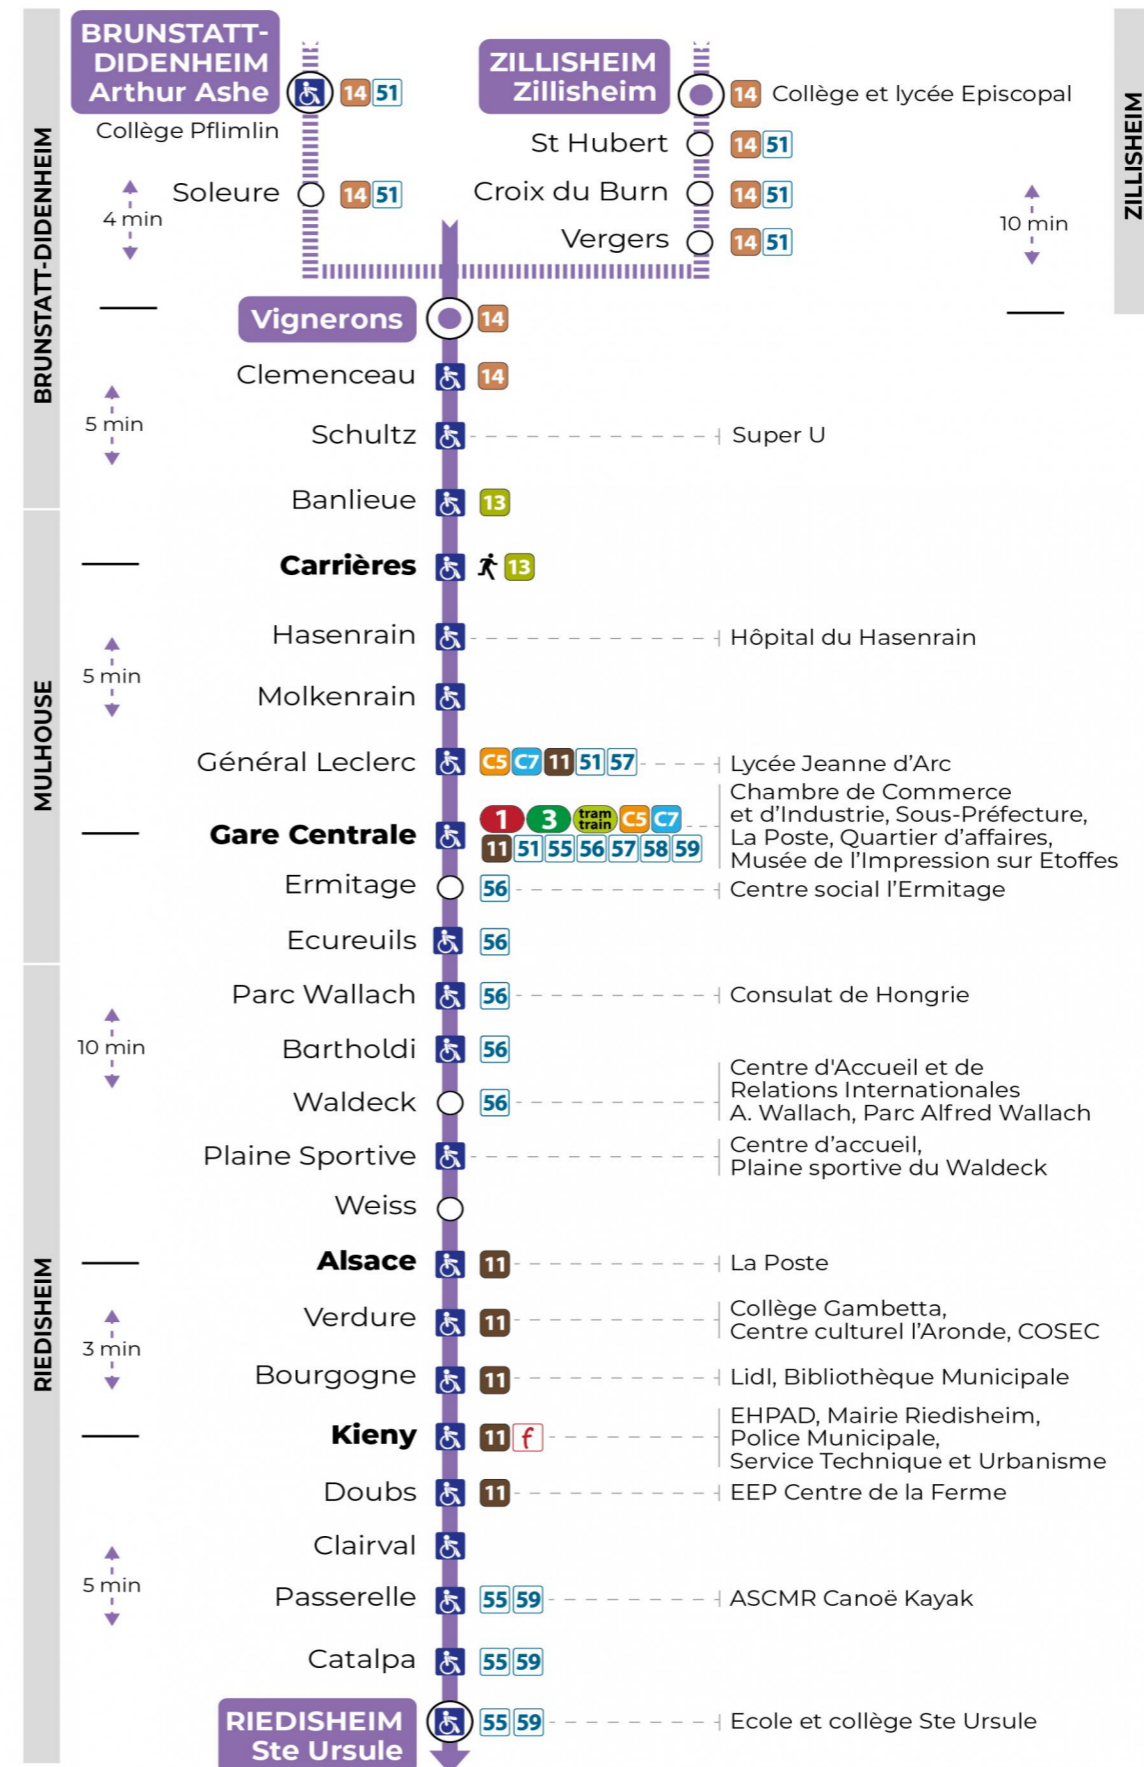 BRUNSTATT-
DIDENHEIM
Arthur Ashe
14 51
Collège Pflimlin
Soleure 14 51
4 min
ZILLISHEIM
Zillisheim
14 Collège et lycée Episcopal
St Hubert 14 51
Croix du Burn 14 51
Vergers 14 51
10 min
ZILLISHEIM
BRUNSTATT-DIDENHEIM
Vignerons 14
Clemenceau 14
5 min
Schultz Super U
Banlieue 13
MULHOUSE
Carrières 13
Hasenrain Hôpital du Hasenrain
5 min
Molkenrain
Général Leclerc C5 C7 11 51 57 Lycée Jeanne d'Arc
Gare Centrale 1 3 tram train C5 C7
11 51 55 56 57 58 59
Chambre de Commerce
et d'Industrie, Sous-Préfecture,
La Poste, Quartier d'affaires,
Musée de l'Impression sur Etoffes
Ermitage 56 Centre social l'Ermitage
Ecureuils 56
RIEDISHEIM
Parc Wallach 56 Consulat de Hongrie
10 min
Bartholdi 56
Waldeck 56
Centre d'Accueil et de
Relations Internationales
A. Wallach, Parc Alfred Wallach
Plaine Sportive
Centre d'accueil,
Plaine sportive du Waldeck
Weiss
Alsace 11 La Poste
Verdure 11
Collège Gambetta,
Centre culturel l'Aronde, COSEC
3 min
Bourgogne 11 Lidl, Bibliothèque Municipale
Kieny 11 f
EHPAD, Mairie Riedisheim,
Police Municipale,
Service Technique et Urbanisme
Doubs 11 EEP Centre de la Ferme
Clairval
5 min
Passerelle 55 59 ASCMR Canoë Kayak
Catalpa 55 59
RIEDISHEIM
Ste Ursule
55 59 Ecole et collège Ste Ursule